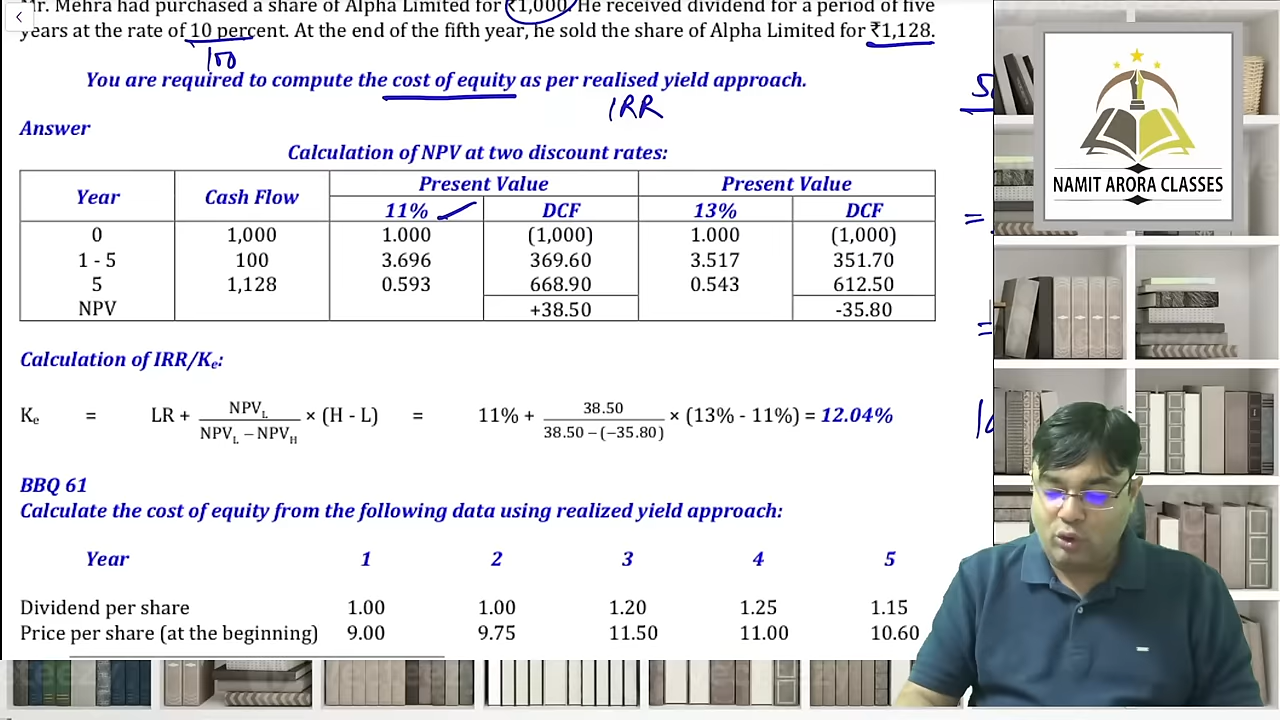 Mr. Mehra had purchased a share of Alpha Limited for ₹1,000. He received dividend for a period of five
years at the rate of 10 percent. At the end of the fifth year, he sold the share of Alpha Limited for ₹1,128.
100
You are required to compute the cost of equity as per realised yield approach.
IRR
Answer
Calculation of NPV at two discount rates:
Year Cash Flow Present Value Present Value
11% DCF 13% DCF
0 1,000 1.000 (1,000) 1.000 (1,000)
1 - 5 100 3.696 369.60 3.517 351.70
5 1,128 0.593 668.90 0.543 612.50
NPV +38.50 -35.80
Calculation of IRR/Kₑ:
Kₑ = LR + NPV_L / NPV_L – NPV_H × (H - L) = 11% + 38.50 / 38.50 – (–35.80) × (13% - 11%) = 12.04%
BBQ 61
Calculate the cost of equity from the following data using realized yield approach:
Year 1 2 3 4 5
Dividend per share 1.00 1.00 1.20 1.25 1.15
Price per share (at the beginning) 9.00 9.75 11.50 11.00 10.60
NAMIT ARORA CLASSES